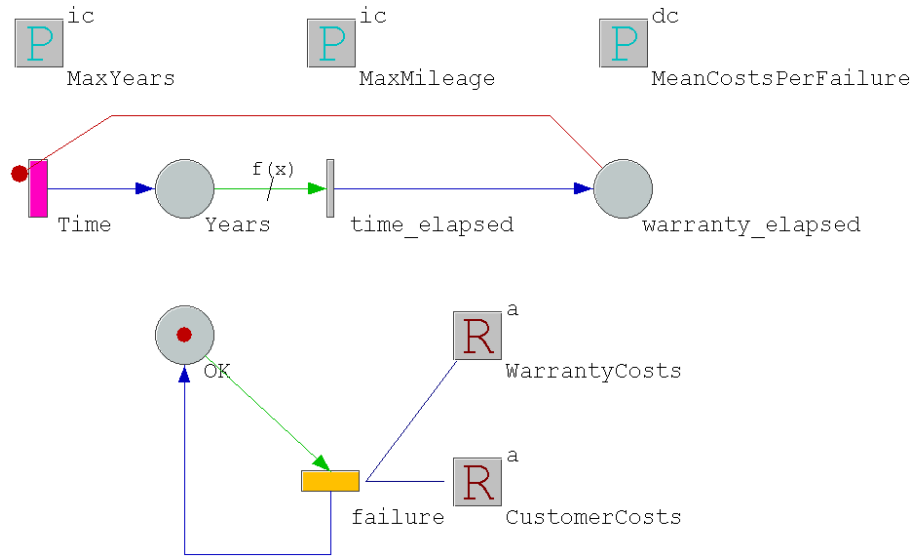 P ic
MaxYears
P ic
MaxMileage
P dc
MeanCostsPerFailure
f(x)
Time
Years
time_elapsed
warranty_elapsed
OK
R a
WarrantyCosts
R a
CustomerCosts
failure